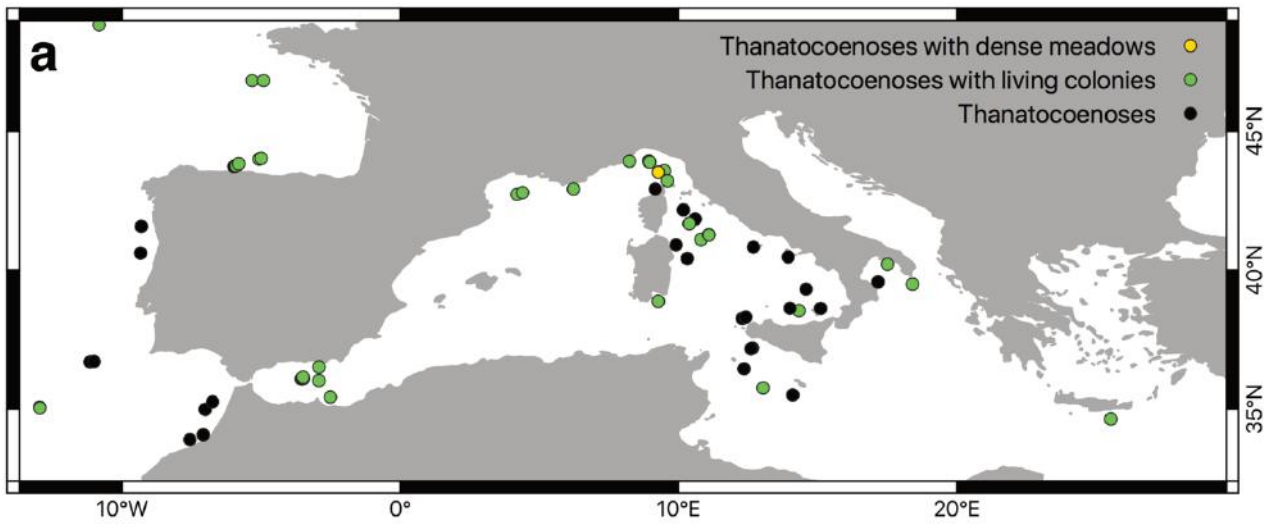 a
Thanatocoenoses with dense meadows
Thanatocoenoses with living colonies
Thanatocoenoses
45°N
40°N
35°N
10°W 0° 10°E 20°E